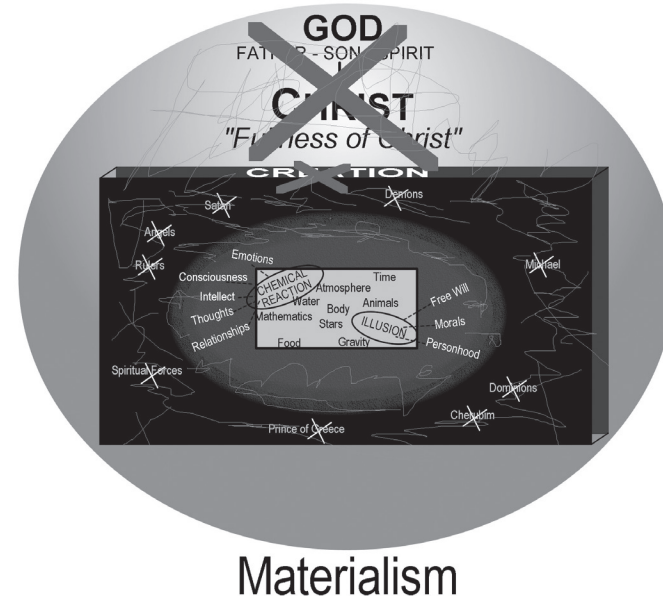 GOD
FATHER - SON - SPIRIT
CHRIST
"Fullness of Christ"
CREATION
Demons
Satan
Angels
Rulers
Michael
Emotions
Consciousness
Intellect
Thoughts
Relationships
CHEMICAL
REACTION
Time
Atmosphere
Water
Animals
Body
Mathematics
Stars
ILLUSION
Food
Gravity
Free Will
Morals
Personhood
Spiritual Forces
Dominions
Cherubim
Prince of Greece
Materialism